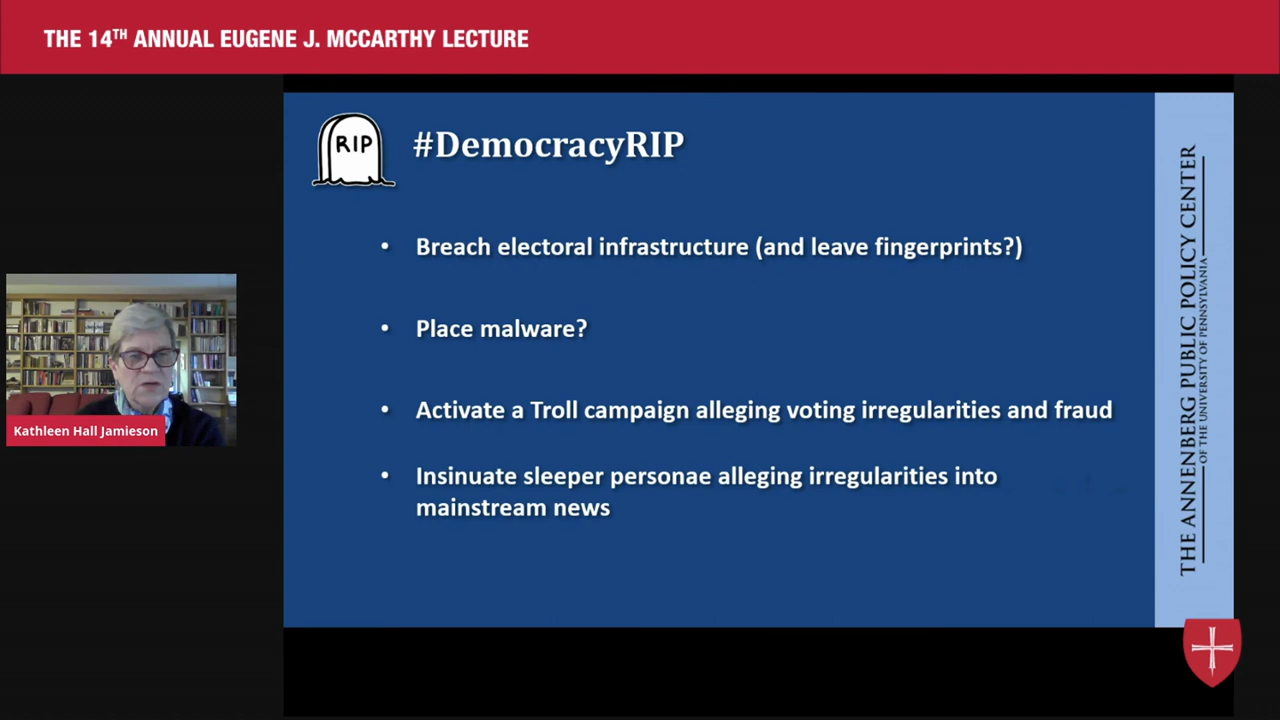 THE 14TH ANNUAL EUGENE J. MCCARTHY LECTURE
RIP
#DemocracyRIP
• Breach electoral infrastructure (and leave fingerprints?)
• Place malware?
• Activate a Troll campaign alleging voting irregularities and fraud
• Insinuate sleeper personae alleging irregularities into
mainstream news
Kathleen Hall Jamieson
THE ANNENBERG PUBLIC POLICY CENTER
OF THE UNIVERSITY OF PENNSYLVANIA